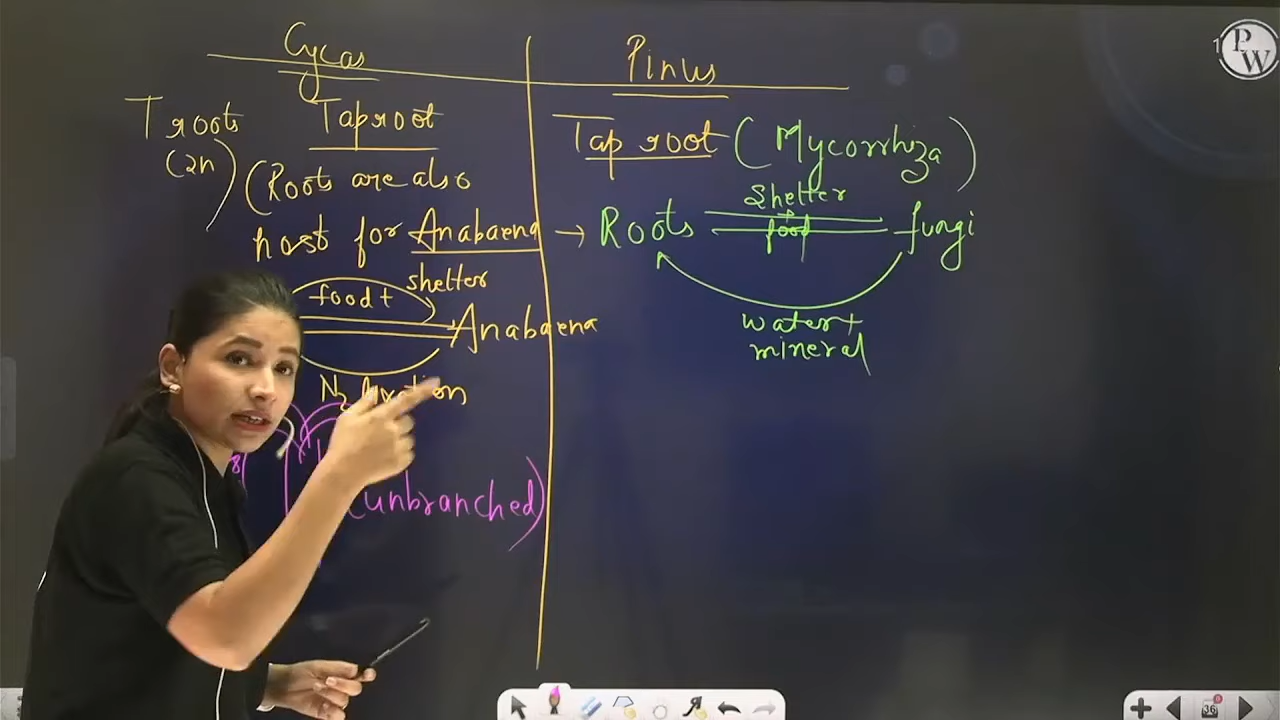 Cycas
Pinus
T roots
(2n)
Taproot
(Roots are also
host for Anabaena
food +
shelter
Anabaena
N2 fixation
(unbranched)
Tap root (Mycorrhiza)
→ Roots
Shelter
food
fungi
water +
mineral
PW
36